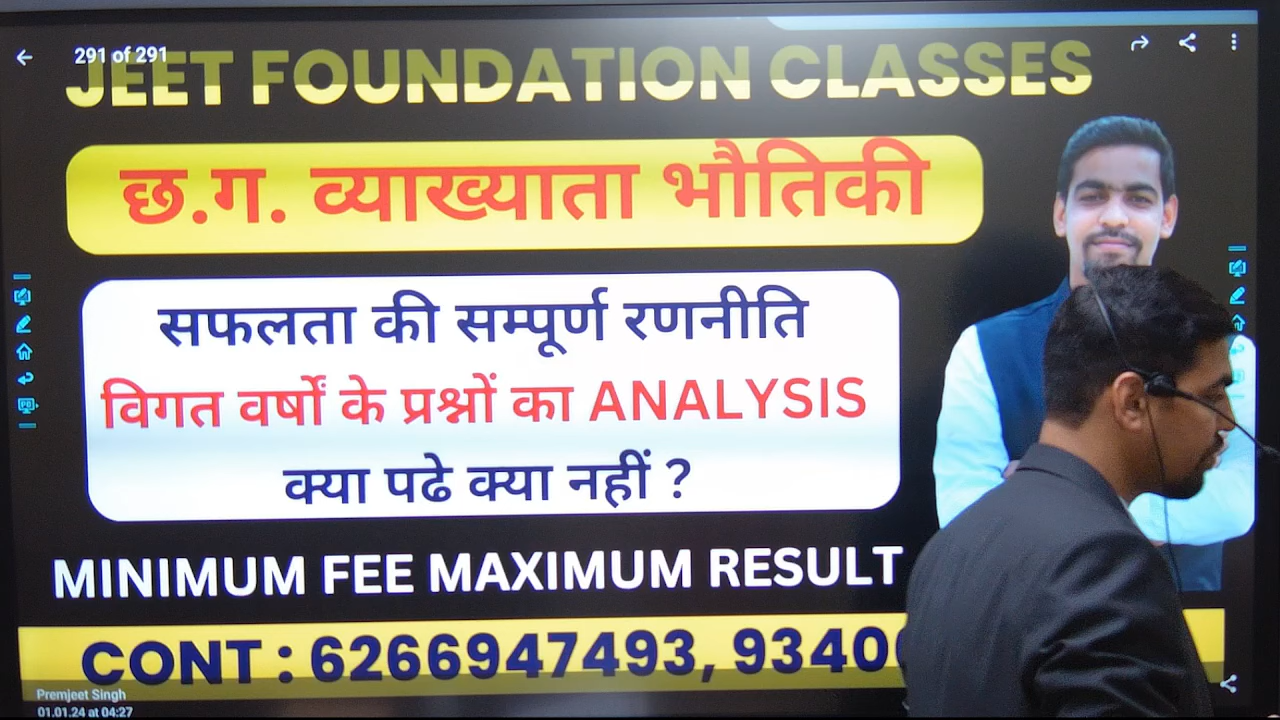 291 of 291
JEET FOUNDATION CLASSES
छ.ग. व्याख्याता भौतिकी
सफलता की सम्पूर्ण रणनीति
विगत वर्षों के प्रश्नों का ANALYSIS
क्या पढे क्या नहीं ?
MINIMUM FEE MAXIMUM RESULT
CONT : 6266947493,
Premjeet Singh
01.01.24 at 04:27